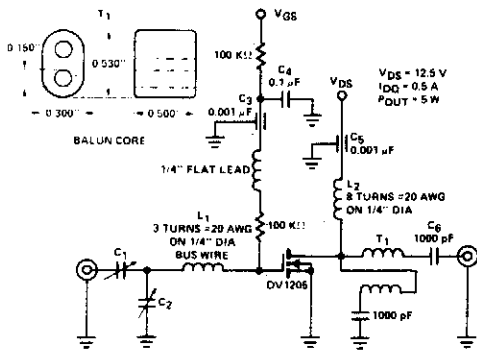 T1
0.150"
0.530"
0.300"
0.500"
BALUN CORE
VGS
100 KΩ
C4
0.1 μF
C3
0.001 μF
VDS
VDS = 12.5 V
IDQ = 0.5 A
POUT = 5 W
C5
0.001 μF
1/4" FLAT LEAD
L2
8 TURNS =20 AWG
ON 1/4" DIA
L1
3 TURNS =20 AWG
ON 1/4" DIA
BUS WIRE
100 KΩ
T1
C6
1000 pF
C1
C2
DV1205
1000 pF